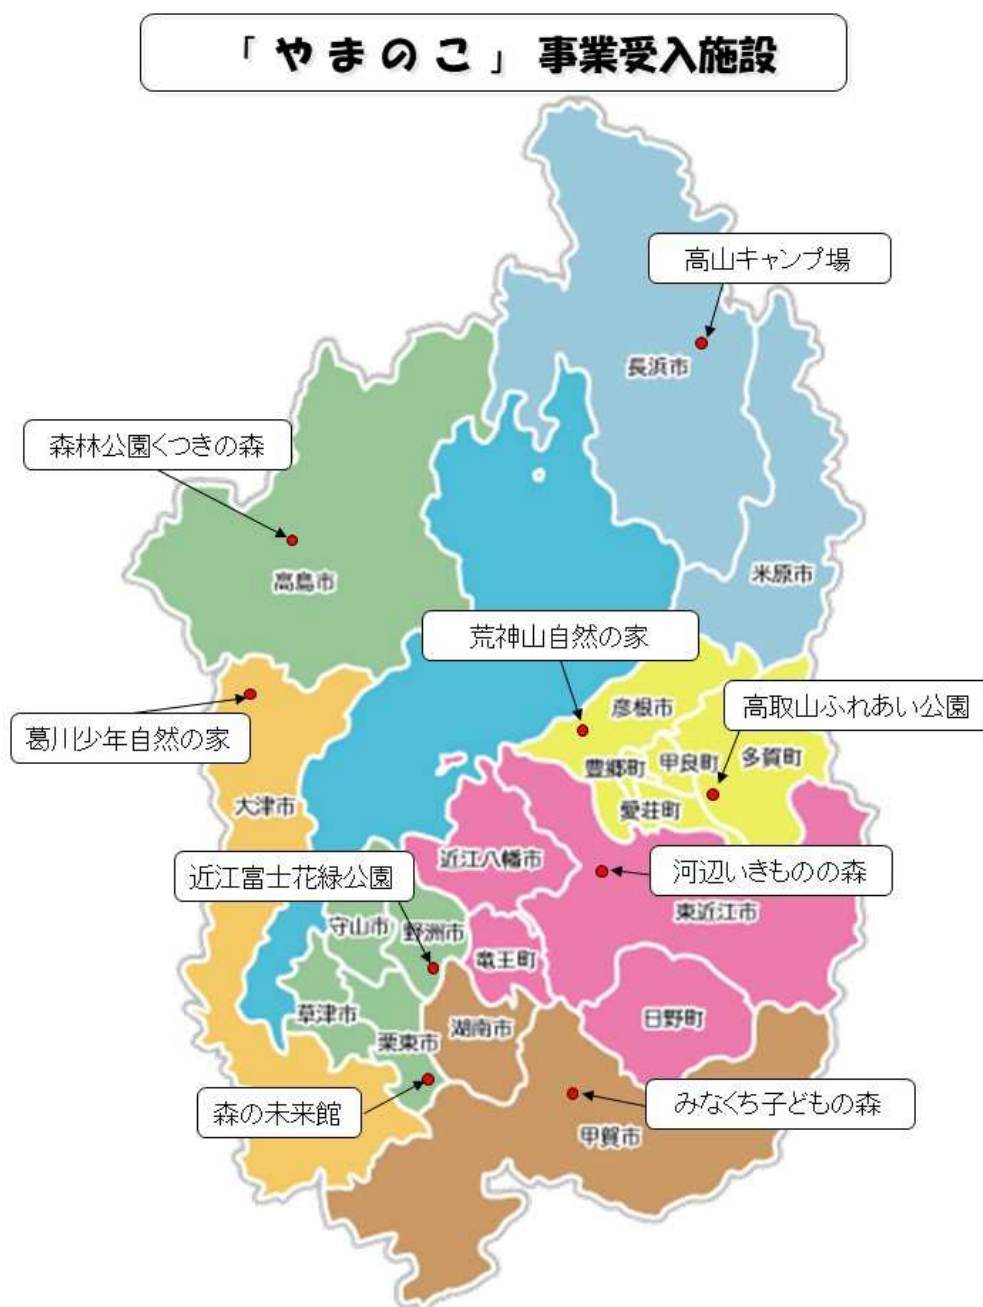 「やまのこ」事業受入施設
高山キャンプ場
長浜市
森林公園くつきの森
高島市
米原市
荒神山自然の家
葛川少年自然の家
彦根市
高取山ふれあい公園
豊郷町
甲良町
多賀町
愛荘町
大津市
近江八幡市
近江富士花緑公園
河辺いきものの森
東近江市
守山市
野洲市
竜王町
草津市
栗東市
湖南市
日野町
森の未来館
みなくち子どもの森
甲賀市